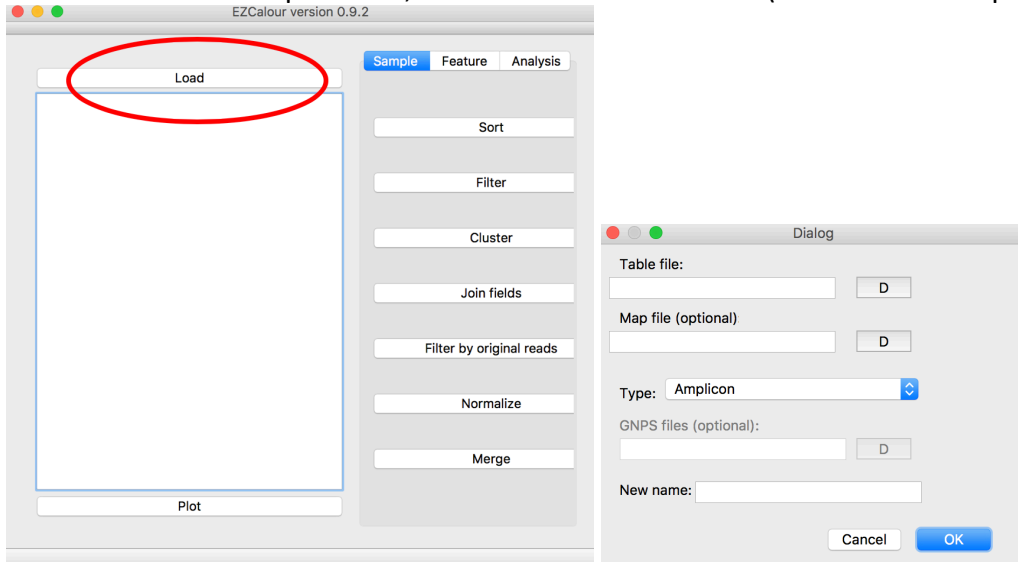 EZCalour version 0.9.2
Load
Plot
Sample Feature Analysis
Sort
Filter
Cluster
Join fields
Filter by original reads
Normalize
Merge
Dialog
Table file:
D
Map file (optional)
D
Type: Amplicon
GNPS files (optional):
D
New name:
Cancel OK